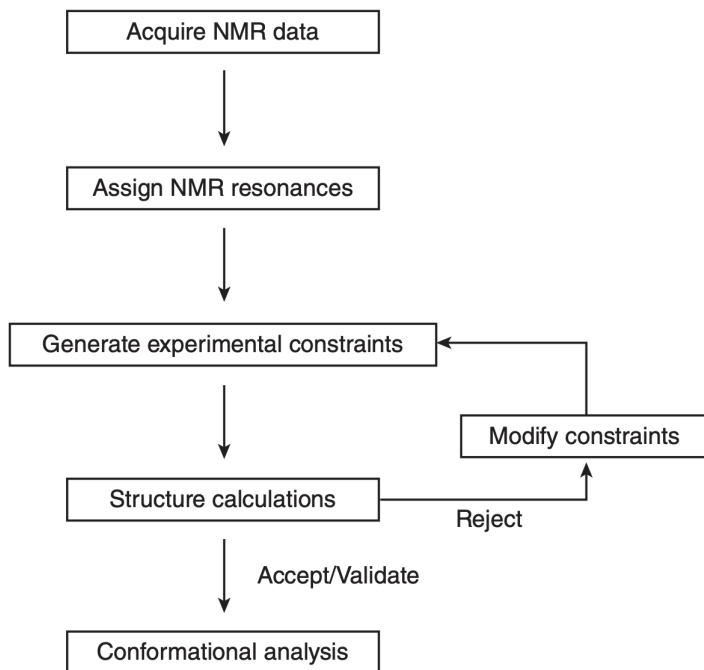 Acquire NMR data
Assign NMR resonances
Generate experimental constraints
Modify constraints
Structure calculations
Reject
Accept/Validate
Conformational analysis